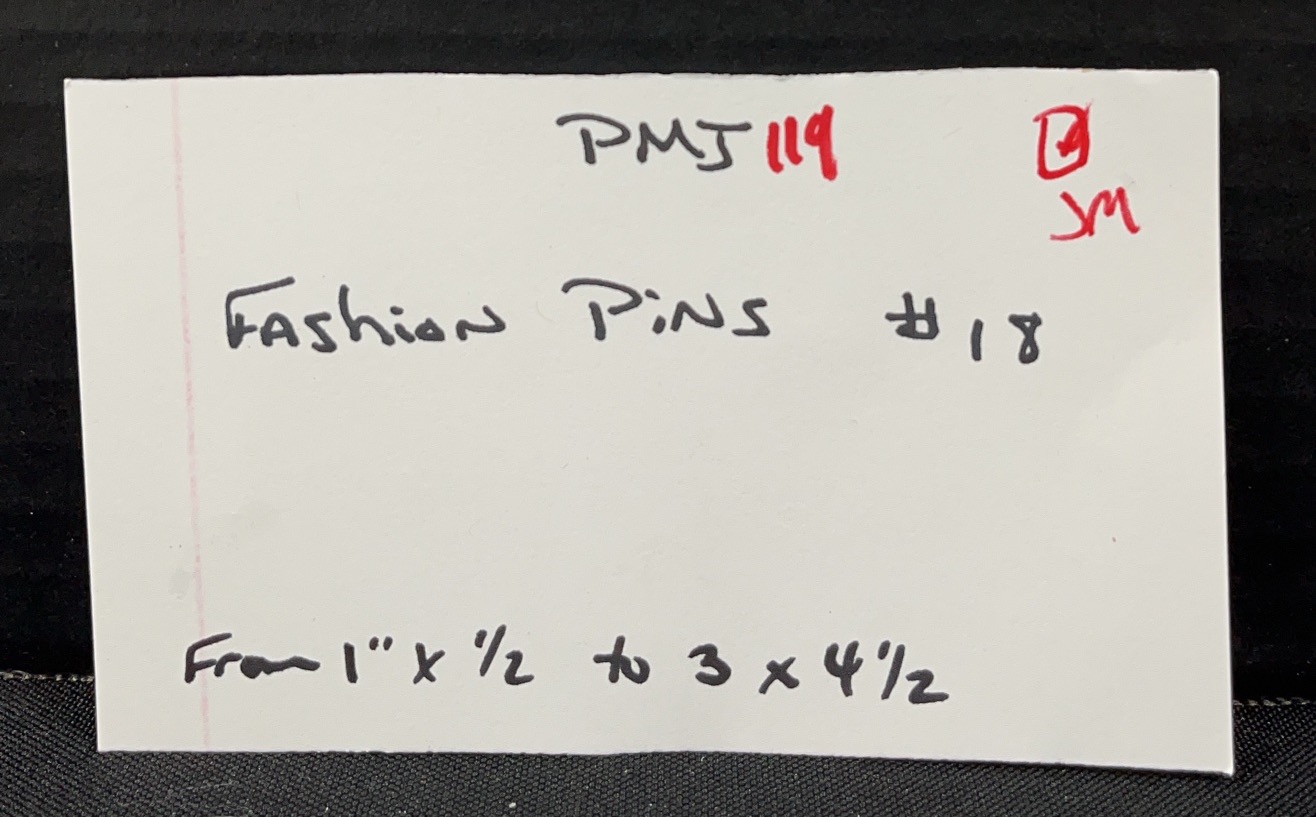 PMJ 119
JM
Fashion Pins #18
From 1" x 1/2 to 3 x 4 1/2